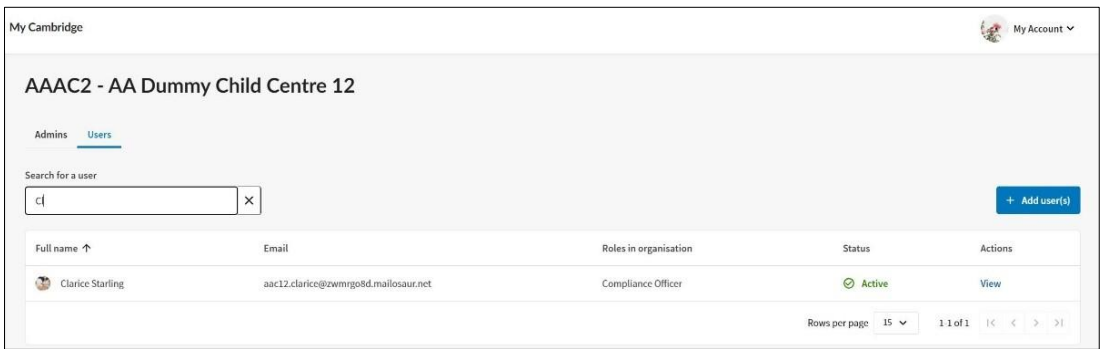 My Cambridge
My Account
AAAC2 - AA Dummy Child Centre 12
Admins Users
Search for a user
Cl
+ Add user(s)
Full name Email Roles in organisation Status Actions
Clarice Starling aac12.clarice@zwmrgo8d.mailosaur.net Compliance Officer Active View
Rows per page 15 1-1 of 1